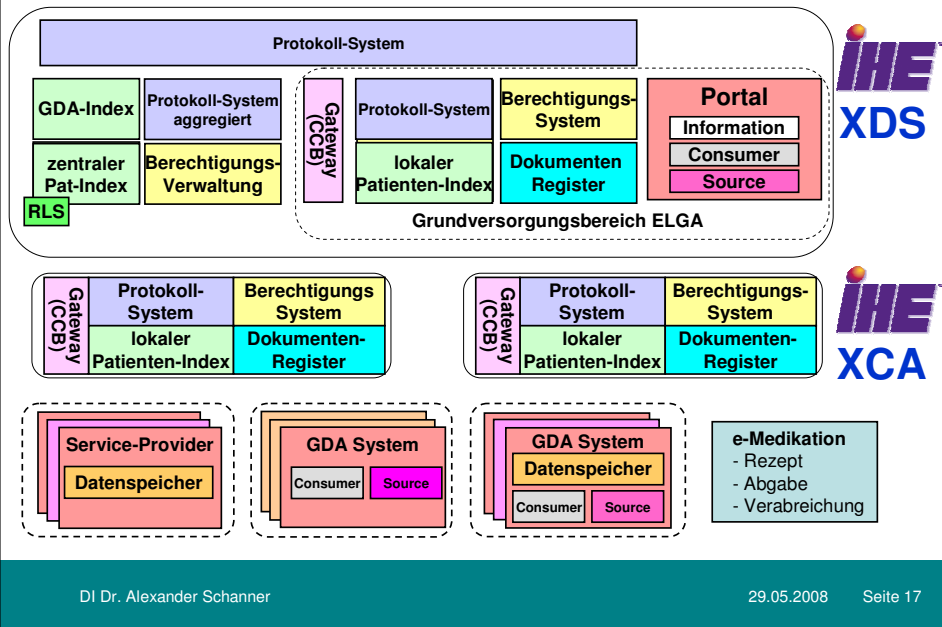 Protokoll-System
IHE
XDS
GDA-Index
Protokoll-System
aggregiert
zentraler
Pat-Index
Berechtigungs-
Verwaltung
RLS
Gateway
(CCB)
Protokoll-System
Berechtigungs-
System
lokaler
Patienten-Index
Dokumenten
Register
Portal
Information
Consumer
Source
Grundversorgungsbereich ELGA
Gateway
(CCB)
Protokoll-
System
Berechtigungs
System
lokaler
Patienten-Index
Dokumenten-
Register
Gateway
(CCB)
Protokoll-
System
Berechtigungs-
System
lokaler
Patienten-Index
Dokumenten-
Register
IHE
XCA
Service-Provider
Datenspeicher
GDA System
Consumer
Source
GDA System
Datenspeicher
Consumer
Source
e-Medikation
- Rezept
- Abgabe
- Verabreichung
DI Dr. Alexander Schanner
29.05.2008
Seite 17